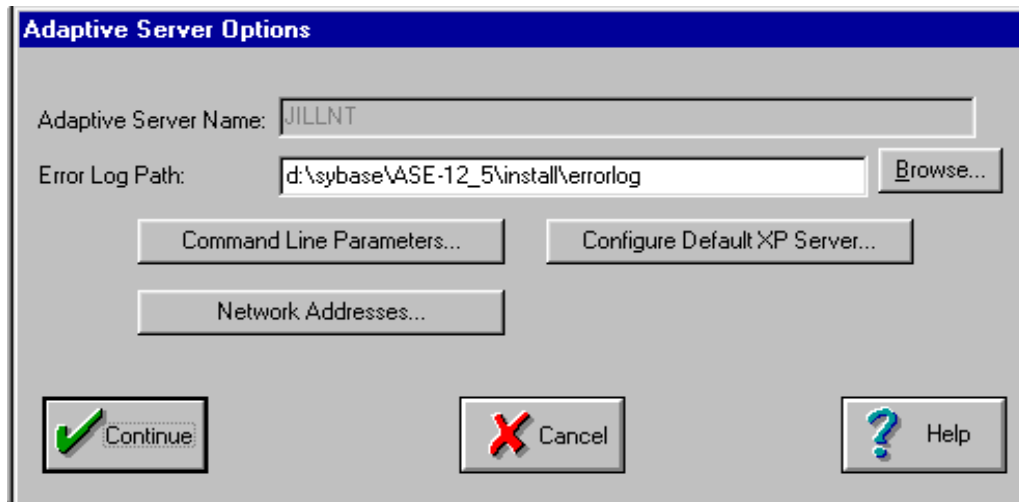 Adaptive Server Options
Adaptive Server Name: JILLNT
Error Log Path: d:\sybase\ASE-12_5\install\errorlog Browse...
Command Line Parameters... Configure Default XP Server...
Network Addresses...
Continue Cancel Help